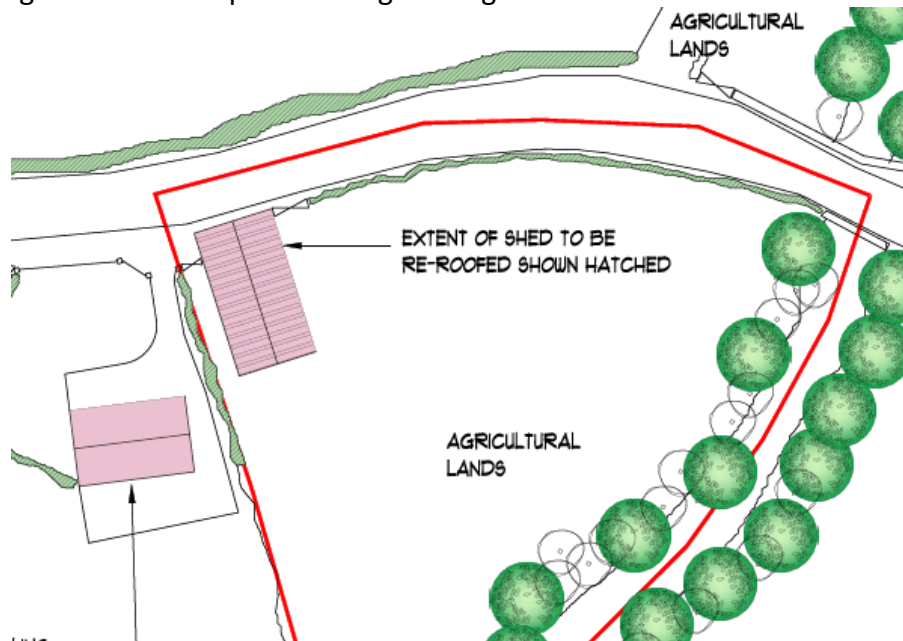 AGRICULTURAL
LANDS
EXTENT OF SHED TO BE
RE-ROOFED SHOWN HATCHED
AGRICULTURAL
LANDS